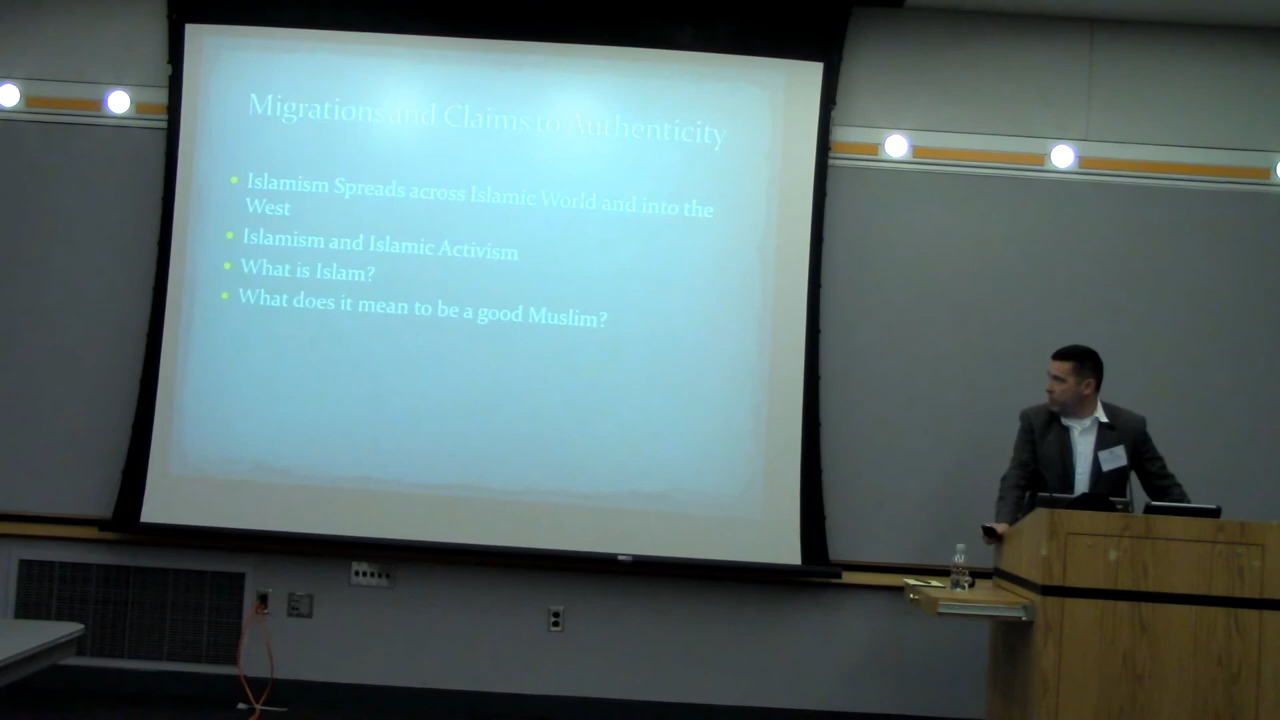 Migrations and Claims to Authenticity
Islamism Spreads across Islamic World and into the
West
Islamism and Islamic Activism
What is Islam?
What does it mean to be a good Muslim?